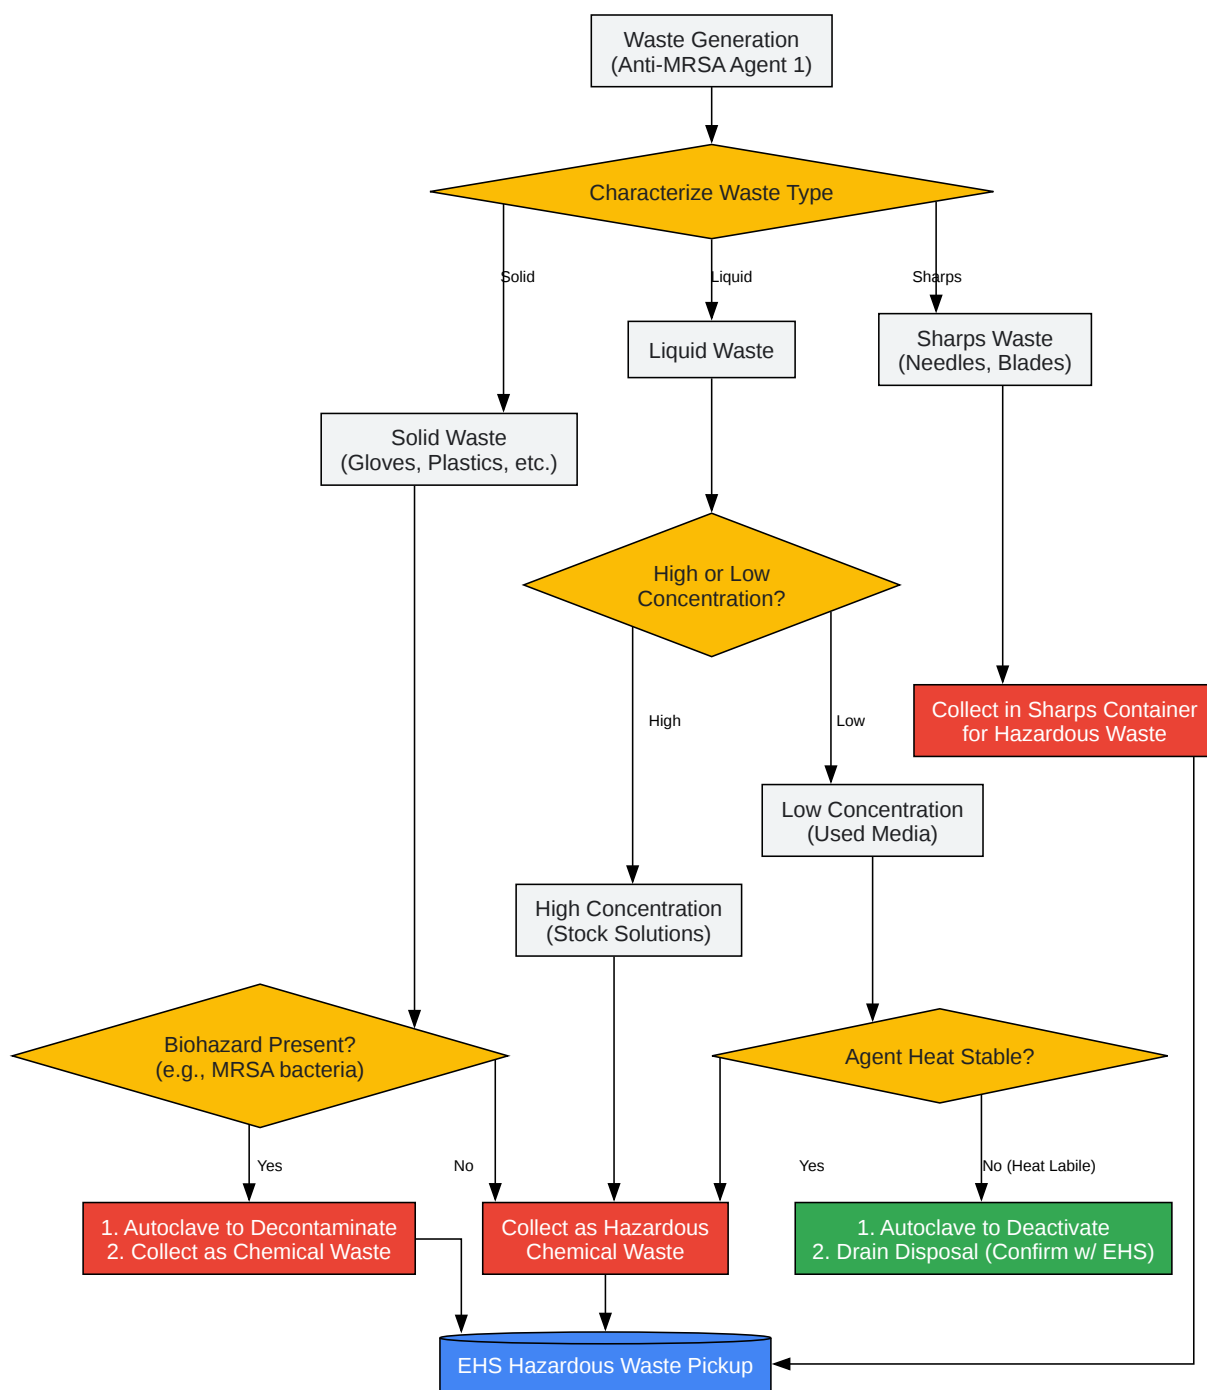 Waste Generation
(Anti-MRSA Agent 1)
Characterize Waste Type
Solid
Liquid
Sharps
Liquid Waste
Sharps Waste
(Needles, Blades)
Solid Waste
(Gloves, Plastics, etc.)
High or Low
Concentration?
High
Low
Collect in Sharps Container
for Hazardous Waste
Low Concentration
(Used Media)
High Concentration
(Stock Solutions)
Biohazard Present?
(e.g., MRSA bacteria)
Agent Heat Stable?
Yes
No
Yes
No (Heat Labile)
1. Autoclave to Decontaminate
2. Collect as Chemical Waste
Collect as Hazardous
Chemical Waste
1. Autoclave to Deactivate
2. Drain Disposal (Confirm w/ EHS)
EHS Hazardous Waste Pickup